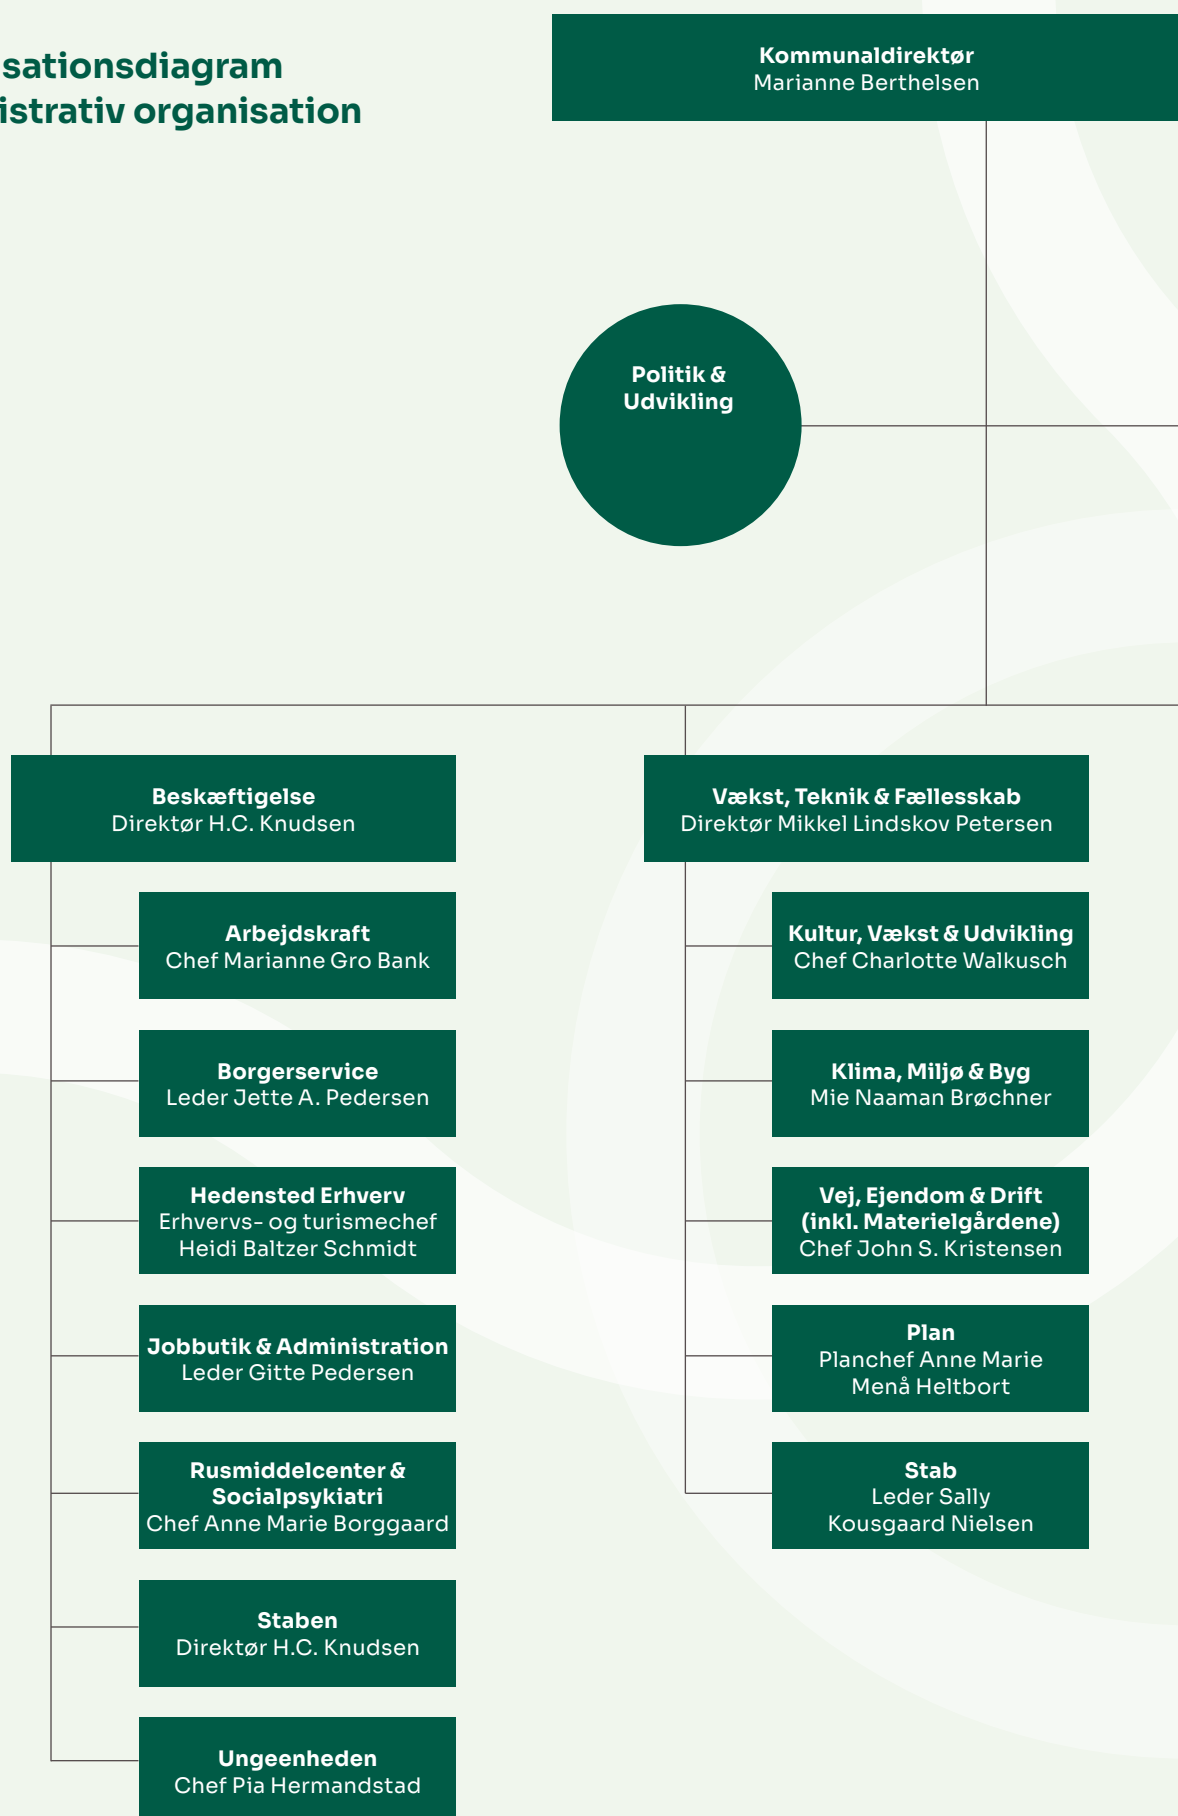 sationsdiagram
istrativ organisation
Kommunaldirektør
Marianne Berthelsen
Politik &
Udvikling
Beskæftigelse
Direktør H.C. Knudsen
Arbejdskraft
Chef Marianne Gro Bank
Borgerservice
Leder Jette A. Pedersen
Hedensted Erhverv
Erhvervs- og turismechef
Heidi Baltzer Schmidt
Jobbutik & Administration
Leder Gitte Pedersen
Rusmiddelcenter &
Socialpsykiatri
Chef Anne Marie Borggaard
Staben
Direktør H.C. Knudsen
Ungeenheden
Chef Pia Hermandstad
Vækst, Teknik & Fællesskab
Direktør Mikkel Lindskov Petersen
Kultur, Vækst & Udvikling
Chef Charlotte Walkusch
Klima, Miljø & Byg
Mie Naaman Brøchner
Vej, Ejendom & Drift
(inkl. Materielgårdene)
Chef John S. Kristensen
Plan
Planchef Anne Marie
Menå Heltbort
Stab
Leder Sally
Kousgaard Nielsen